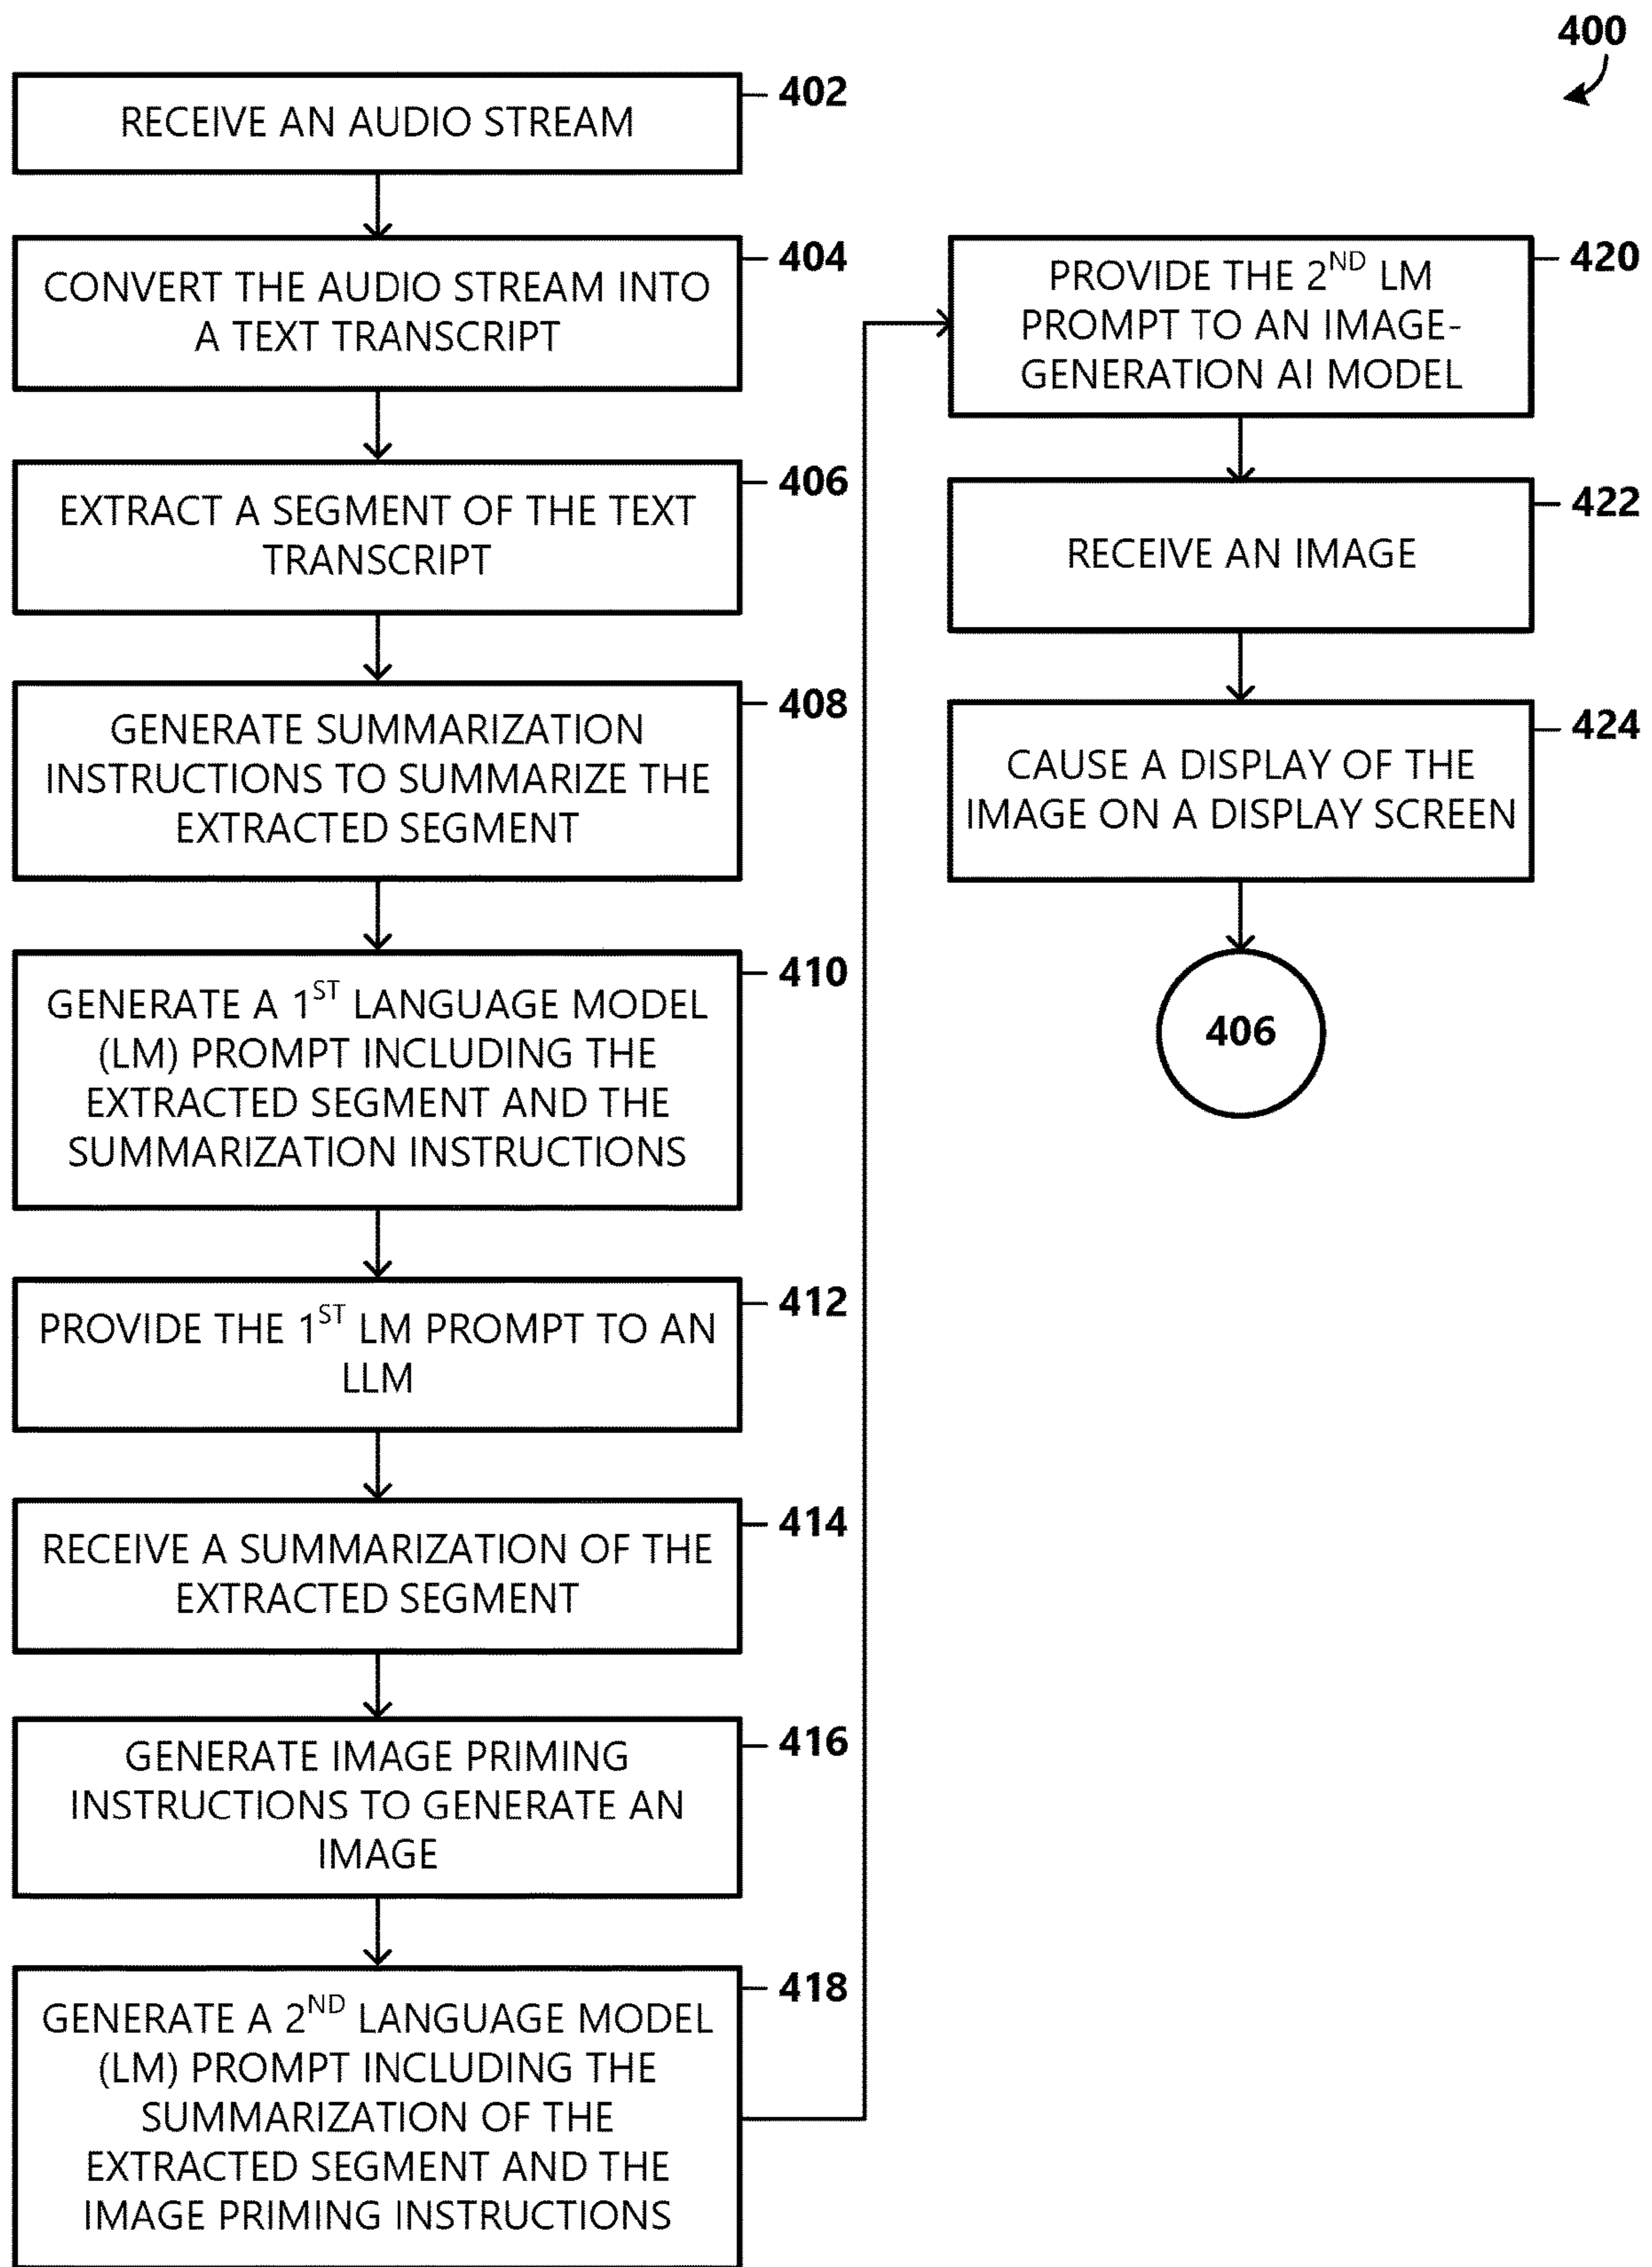 400
RECEIVE AN AUDIO STREAM
402
CONVERT THE AUDIO STREAM INTO
A TEXT TRANSCRIPT
404
EXTRACT A SEGMENT OF THE TEXT
TRANSCRIPT
406
GENERATE SUMMARIZATION
INSTRUCTIONS TO SUMMARIZE THE
EXTRACTED SEGMENT
408
GENERATE A 1ST LANGUAGE MODEL
(LM) PROMPT INCLUDING THE
EXTRACTED SEGMENT AND THE
SUMMARIZATION INSTRUCTIONS
410
PROVIDE THE 1ST LM PROMPT TO AN
LLM
412
RECEIVE A SUMMARIZATION OF THE
EXTRACTED SEGMENT
414
GENERATE IMAGE PRIMING
INSTRUCTIONS TO GENERATE AN
IMAGE
416
GENERATE A 2ND LANGUAGE MODEL
(LM) PROMPT INCLUDING THE
SUMMARIZATION OF THE
EXTRACTED SEGMENT AND THE
IMAGE PRIMING INSTRUCTIONS
418
PROVIDE THE 2ND LM
PROMPT TO AN IMAGE-
GENERATION AI MODEL
420
RECEIVE AN IMAGE
422
CAUSE A DISPLAY OF THE
IMAGE ON A DISPLAY SCREEN
424
406